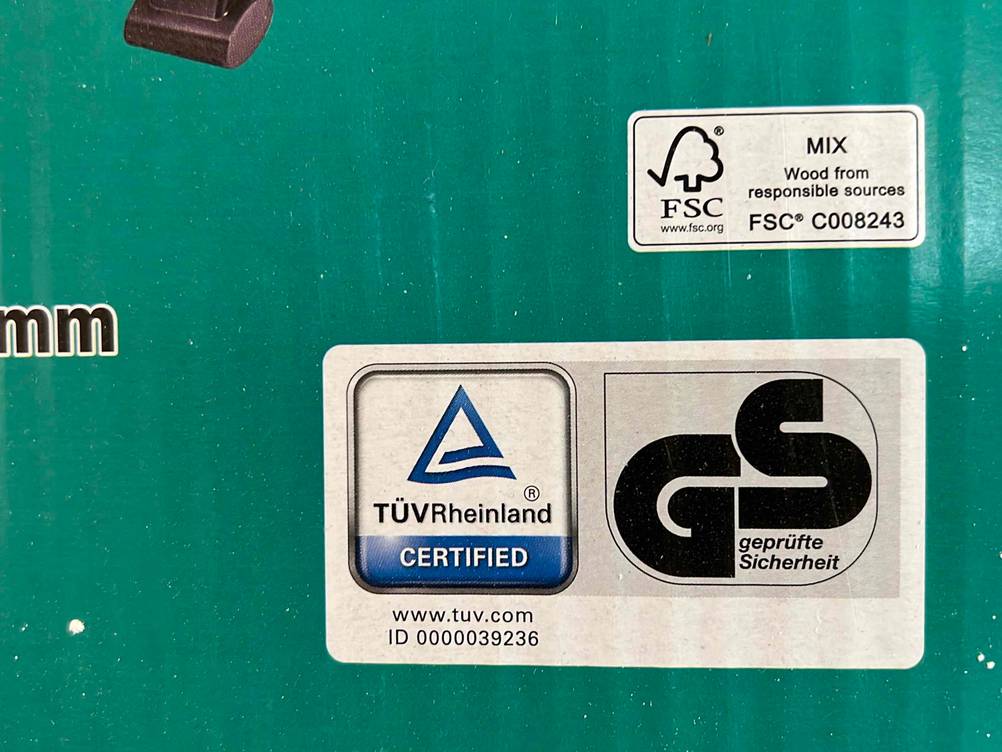 MIX
Wood from
responsible sources
FSC® C008243
®
FSC
www.fsc.org
mm
®
TÜVRheinland
CERTIFIED
www.tuv.com
ID 0000039236
GS
geprüfte
Sicherheit